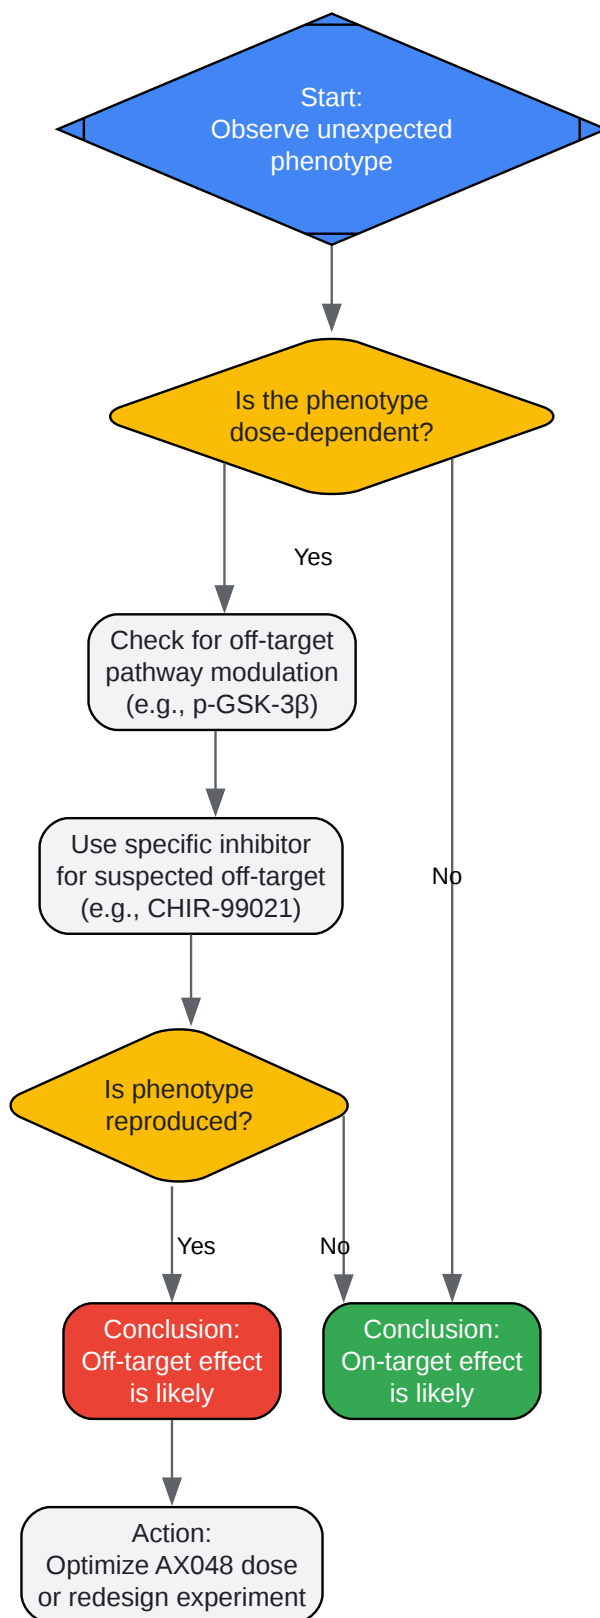 Start:
Observe unexpected
phenotype
Is the phenotype
dose-dependent?
Yes
Check for off-target
pathway modulation
(e.g., p-GSK-3β)
Use specific inhibitor
for suspected off-target
(e.g., CHIR-99021)
No
Is phenotype
reproduced?
Yes
No
Conclusion:
Off-target effect
is likely
Conclusion:
On-target effect
is likely
Action:
Optimize AX048 dose
or redesign experiment